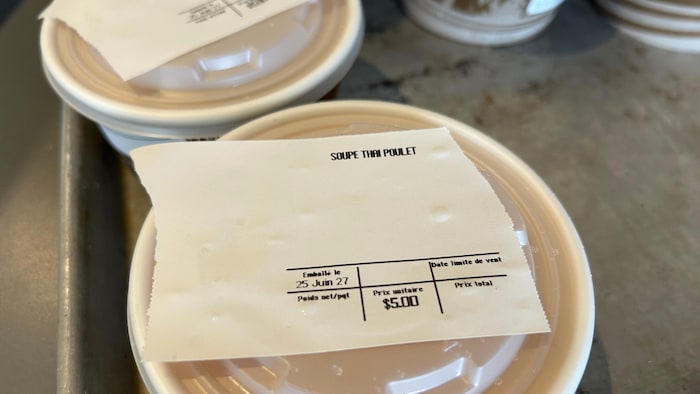 SOUPE THAI POULET
Emballé le
Date limite de vent
25 Juin 27
Poids net/pqt
Prix unitaire
Prix total
$5.00